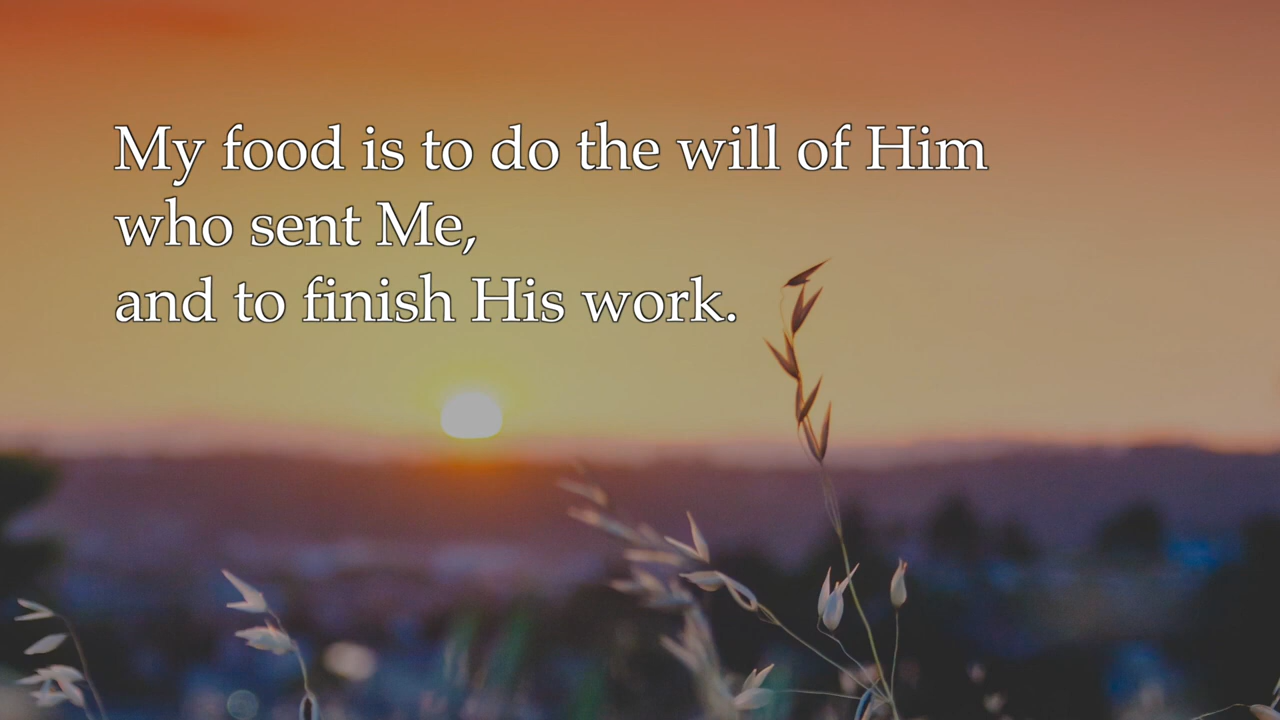 My food is to do the will of Him
who sent Me,
and to finish His work.